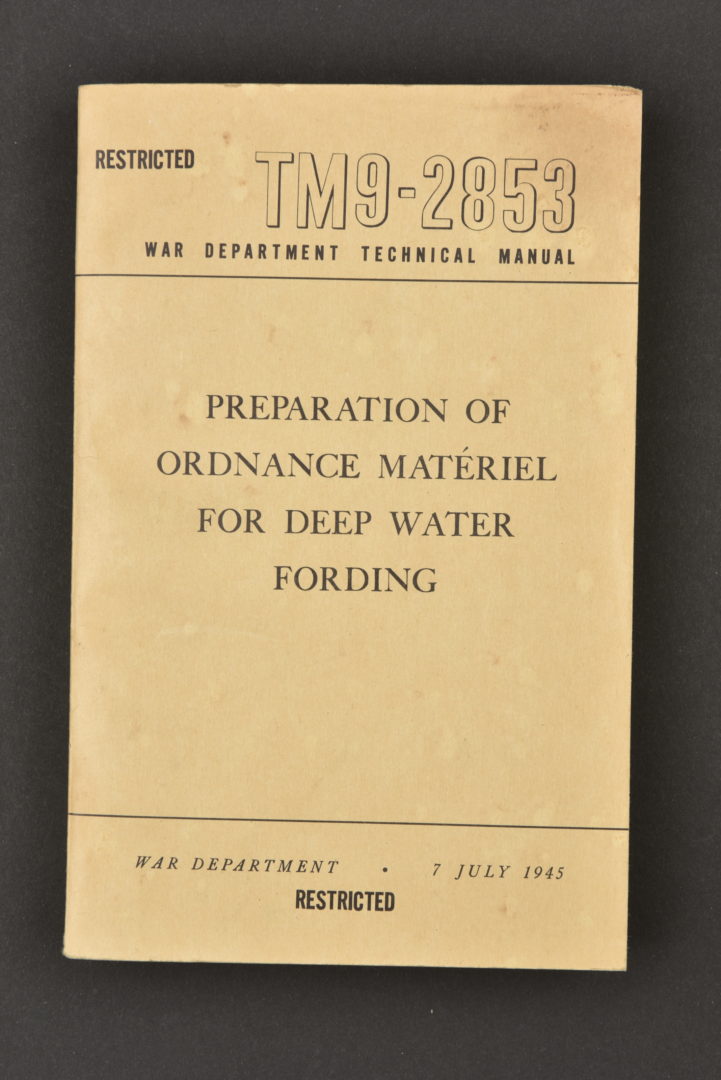 RESTRICTED
TM9-2853
WAR DEPARTMENT TECHNICAL MANUAL
PREPARATION OF
ORDNANCE MATÉRIEL
FOR DEEP WATER
FORDING
WAR DEPARTMENT • 7 JULY 1945
RESTRICTED